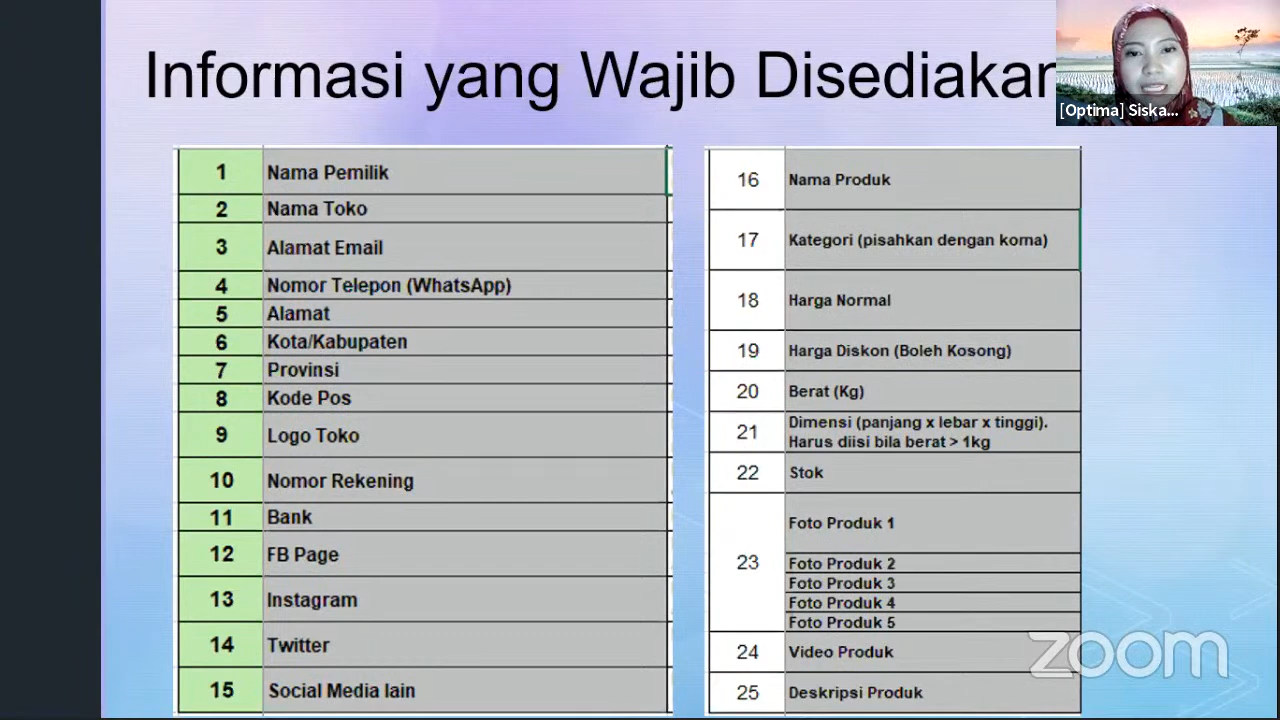 Informasi yang Wajib Disediakan
[Optima] Siska...
1 Nama Pemilik
2 Nama Toko
3 Alamat Email
4 Nomor Telepon (WhatsApp)
5 Alamat
6 Kota/Kabupaten
7 Provinsi
8 Kode Pos
9 Logo Toko
10 Nomor Rekening
11 Bank
12 FB Page
13 Instagram
14 Twitter
15 Social Media lain
16 Nama Produk
17 Kategori (pisahkan dengan koma)
18 Harga Normal
19 Harga Diskon (Boleh Kosong)
20 Berat (Kg)
21 Dimensi (panjang x lebar x tinggi).
Harus diisi bila berat > 1kg
22 Stok
23 Foto Produk 1
Foto Produk 2
Foto Produk 3
Foto Produk 4
Foto Produk 5
24 Video Produk
25 Deskripsi Produk
zoom